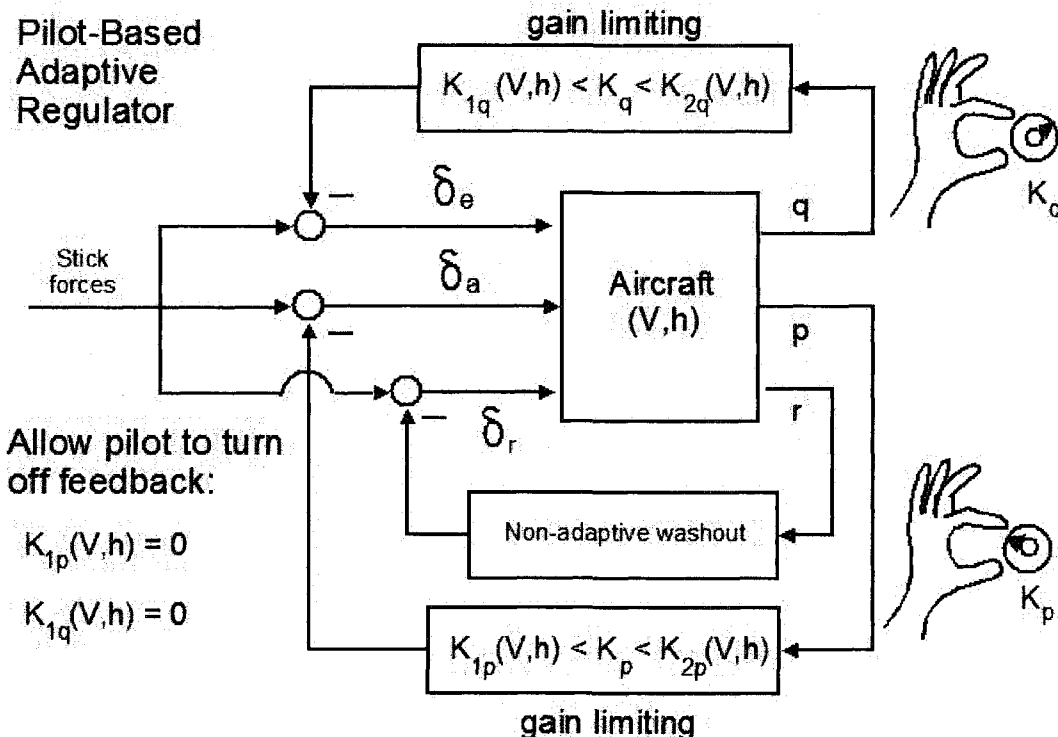 Pilot-Based
Adaptive
Regulator
gain limiting
K₁q(V,h) < Kq < K₂q(V,h)
Kq
−
δe
q
Stick
forces
δa
Aircraft
(V,h)
p
−
r
−
δr
Allow pilot to turn
off feedback:
Non-adaptive washout
K₁p(V,h) = 0
K₁q(V,h) = 0
Kp
K₁p(V,h) < Kp < K₂p(V,h)
gain limiting